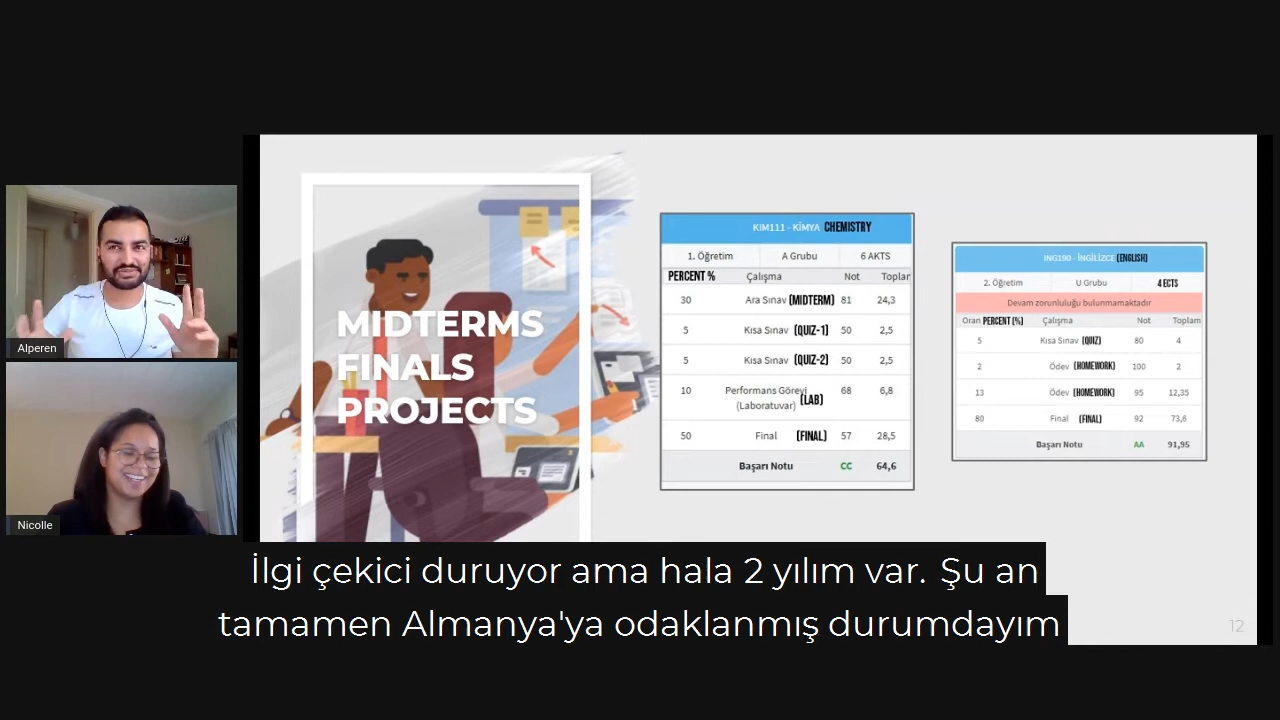 Alperen
Nicolle
MIDTERMS
FINALS
PROJECTS
KIM111 - KİMYA CHEMISTRY
1. Öğretim A Grubu 6 AKTS
PERCENT % Çalışma Not Toplar
30 Ara Sınav (MIDTERM) 81 24,3
5 Kısa Sınav (QUIZ-1) 50 2,5
5 Kısa Sınav (QUIZ-2) 50 2,5
10 Performans Görevi (LAB) 68 6,8
(Laboratuvar)
50 Final (FINAL) 57 28,5
Başarı Notu CC 64,6
ING190 - İNGİLİZCE (ENGLISH)
2. Öğretim U Grubu 4 ECTS
Devam zorunluluğu bulunmamaktadır
Oran PERCENT (%) Çalışma Not Toplam
5 Kısa Sınav (QUIZ) 80 4
2 Ödev (HOMEWORK) 100 2
13 Ödev (HOMEWORK) 95 12,35
80 Final (FINAL) 92 73,6
Başarı Notu AA 91,95
İlgi çekici duruyor ama hala 2 yılım var. Şu an
tamamen Almanya'ya odaklanmış durumdayım
12